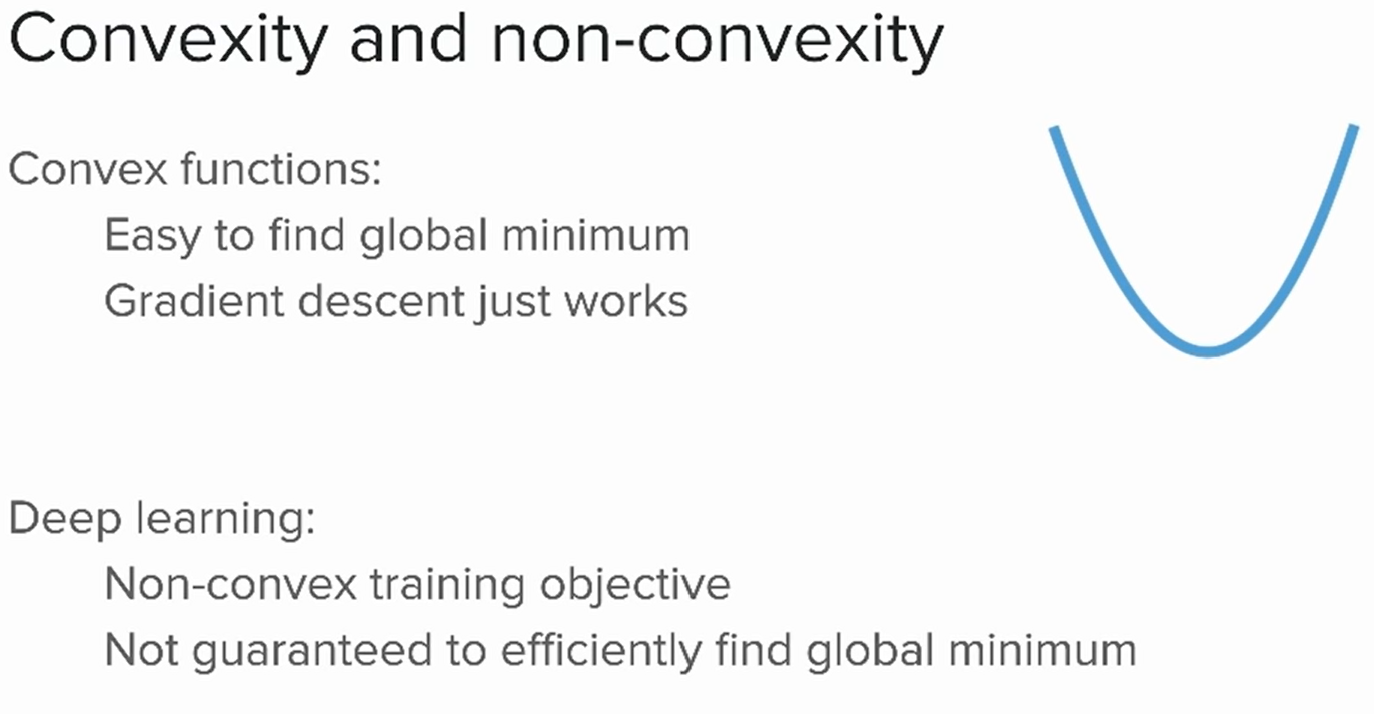 Convexity and non-convexity
Convex functions:
Easy to find global minimum
Gradient descent just works
Deep learning:
Non-convex training objective
Not guaranteed to efficiently find global minimum